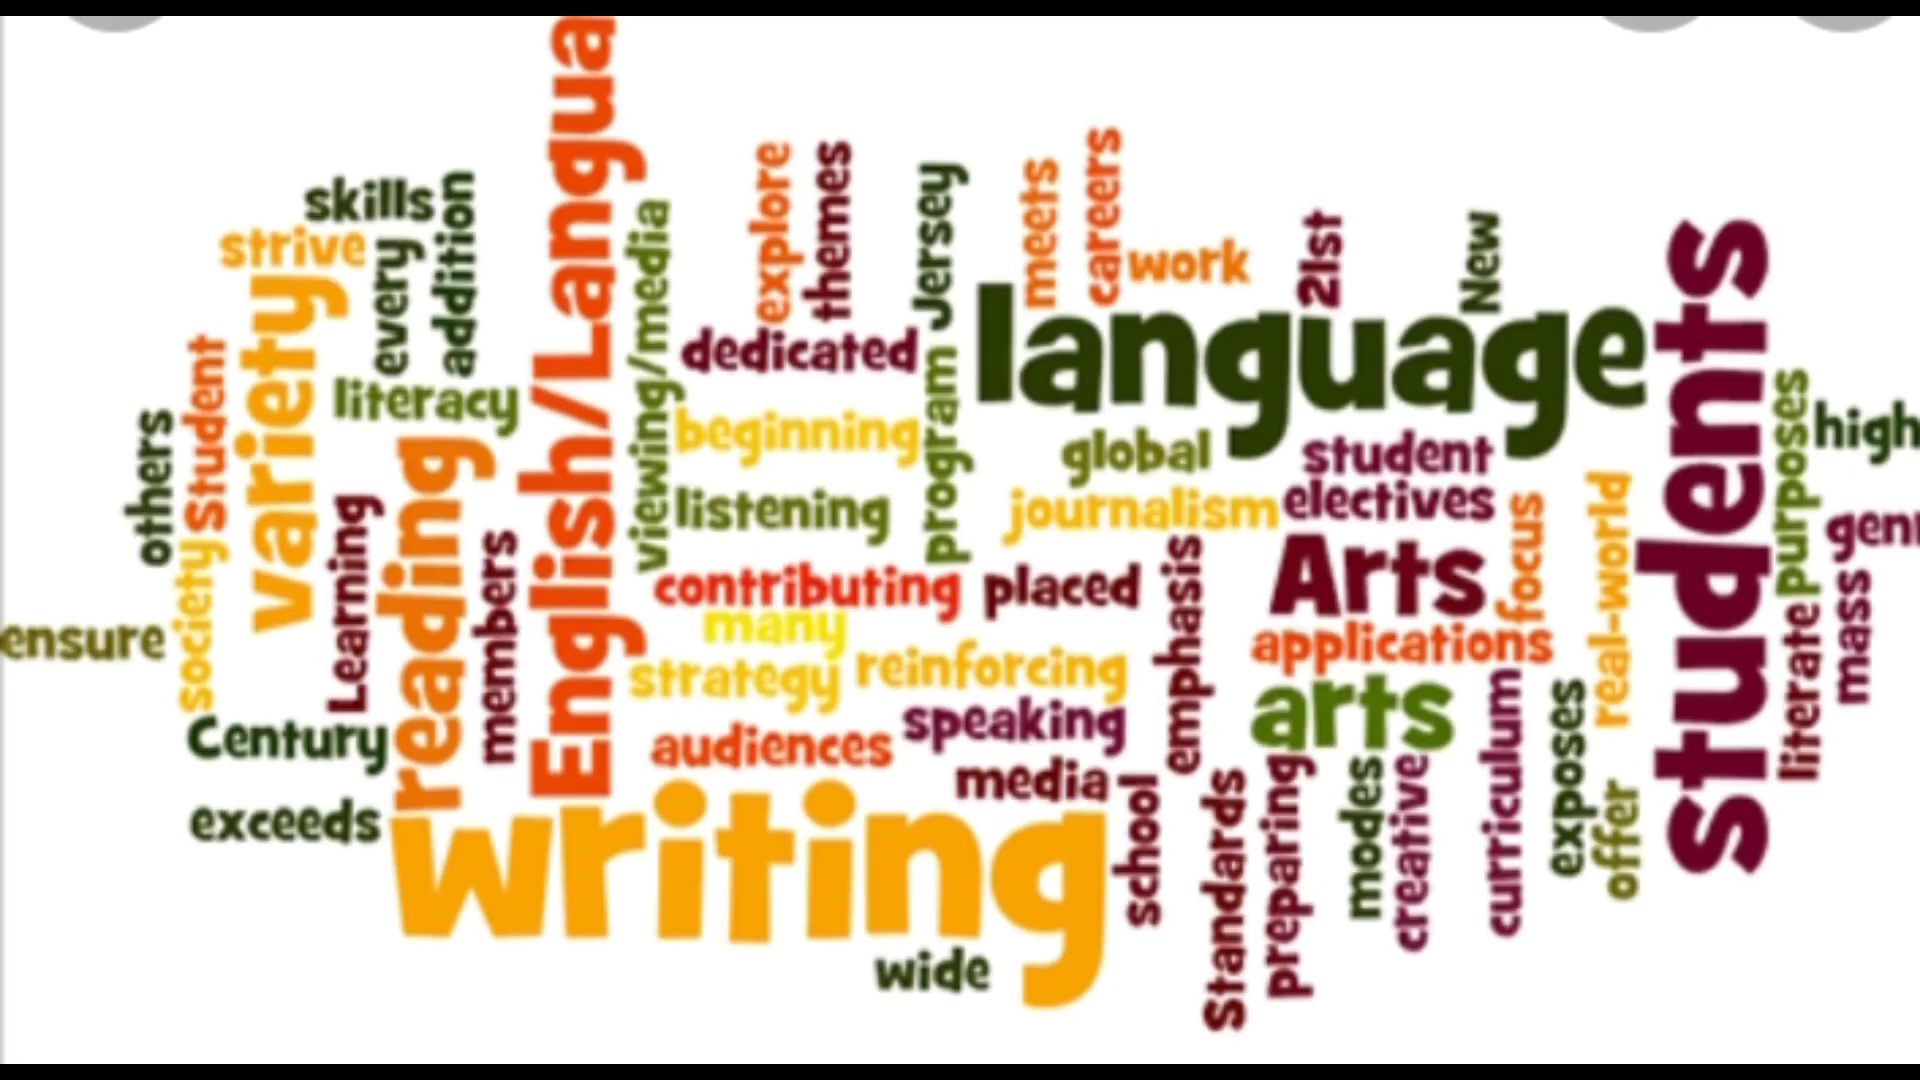 skills
strive
every
addition
variety
Student
others
society
ensure
literacy
Learning
reading
members
Century
exceeds
English/Langua
viewing/media
explore
themes
Jersey
dedicated
beginning
program
listening
contributing
many
strategy
reinforcing
audiences
speaking
media
writing
wide
meets
careers
work
21st
New
language
global
student
journalism
electives
placed
emphasis
Arts
focus
applications
arts
real-world
students
purposes
high
literate
mass
school
Standards
preparing
modes
creative
curriculum
exposes
offer